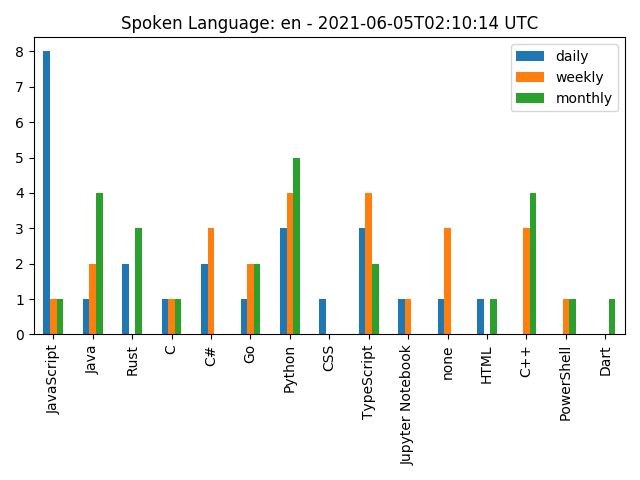 Spoken Language: en - 2021-06-05T02:10:14 UTC
daily
weekly
monthly
8
7
6
5
4
3
2
1
0
JavaScript
Java
Rust
C
C#
Go
Python
CSS
TypeScript
Jupyter Notebook
none
HTML
C++
PowerShell
Dart